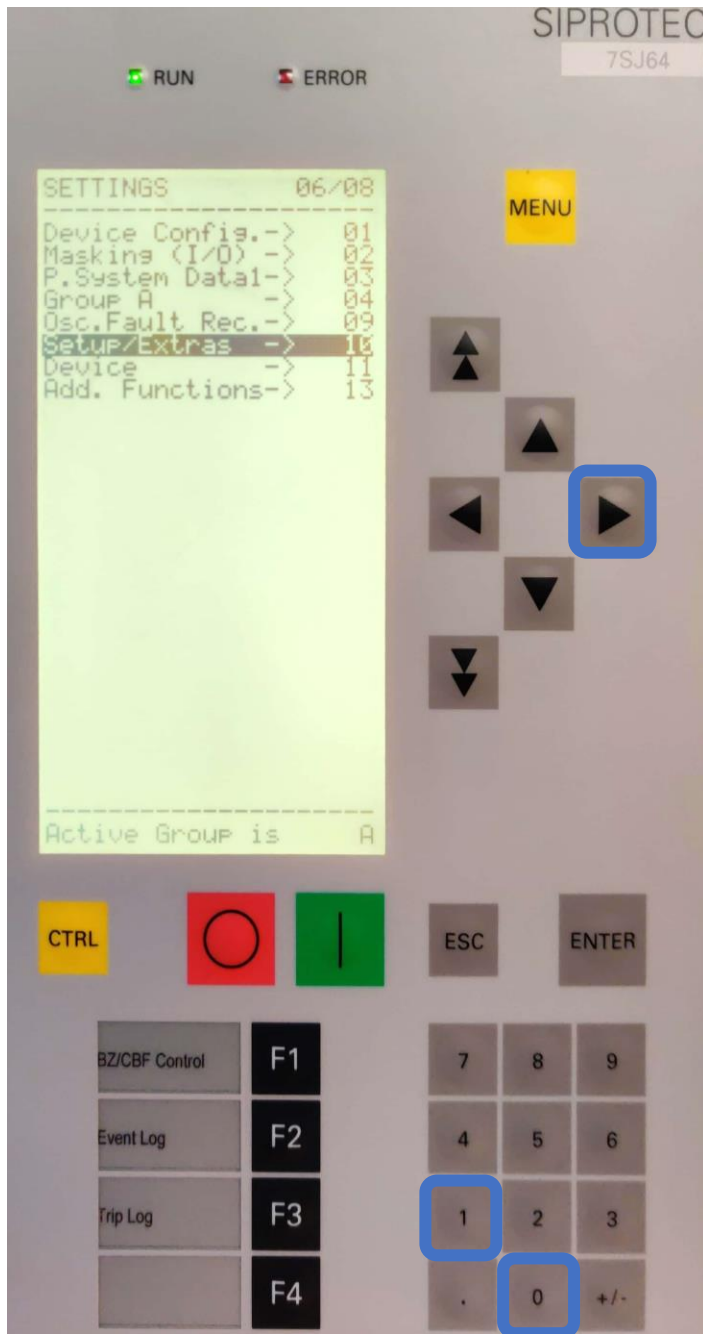 SIPROTEC
7SJ64
RUN ERROR
SETTINGS 06/08
Device Config.-> 01
Masking (I/O) -> 02
P.System Data1-> 03
Group A -> 04
Osc.Fault Rec.-> 09
Setup/Extras -> 10
Device -> 11
Add. Functions-> 13
Active Group is A
MENU
CTRL ESC ENTER
BZ/CBF Control F1
Event Log F2
Trip Log F3
F4
7 8 9
4 5 6
1 2 3
. 0 +/-